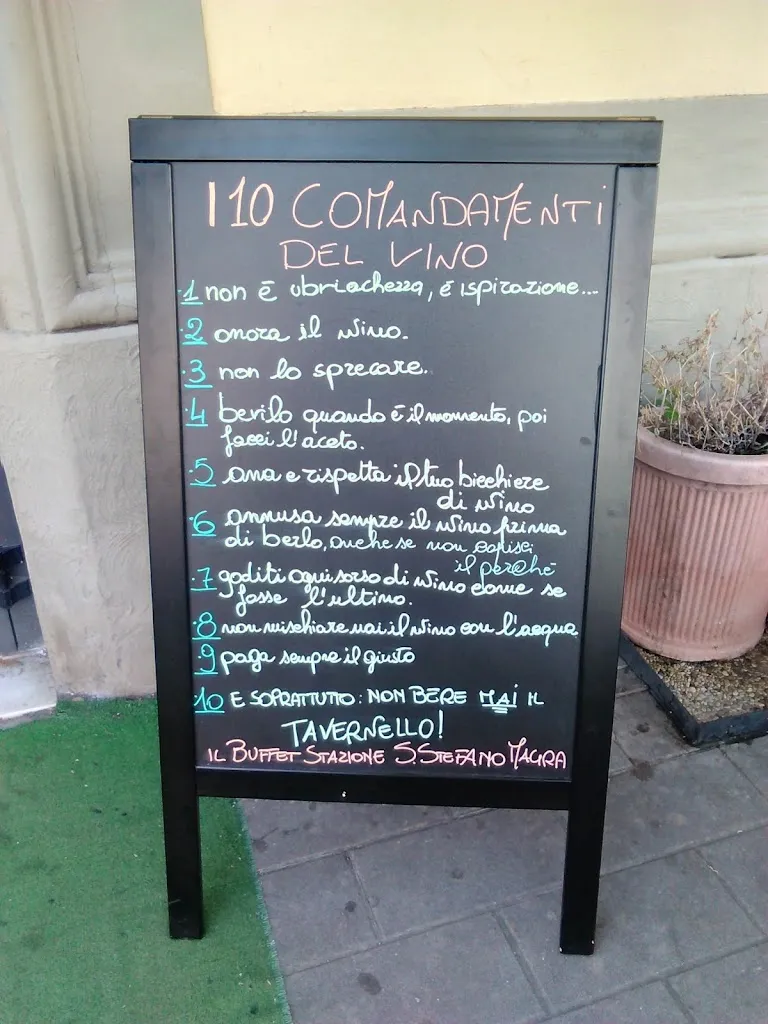 I 10 COMANDAMENTI
DEL VINO
1 non é ubriachezza, é ispirazione...
2 onora il vino.
3 non lo sprecare.
4 bevilo quando é il momento, poi
facci l'aceto.
5 ama e rispetta il tuo bicchiere
di vino
6 annusa sempre il vino prima
di berlo, anche se non capisci
il perché
7 goditi ogni sorso di vino come se
fosse l'ultimo.
8 non mischiare mai il vino con l'acqua
9 paga sempre il giusto
10 E SOPRATTUTTO: NON BERE MAI IL
TAVERNELLO!
IL BUFFET STAZIONE S.STEFANO MAGRA